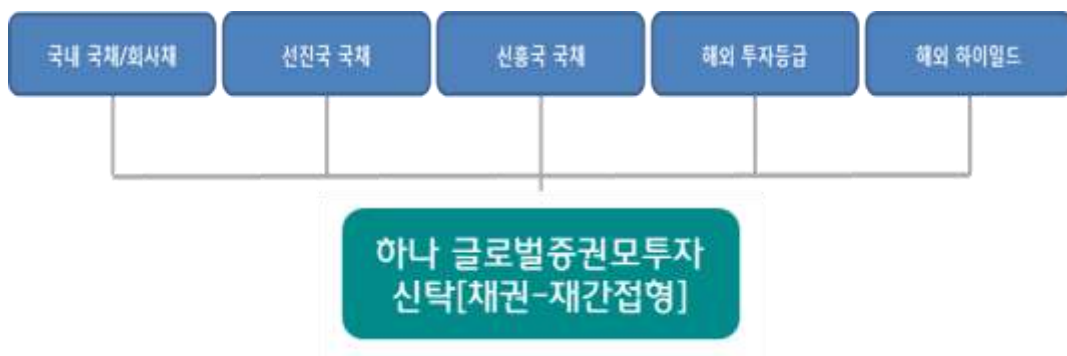 국내 국채/회사채
선진국 국채
신흥국 국채
해외 투자등급
해외 하이일드
하나 글로벌증권모투자
신탁[채권-재간접형]